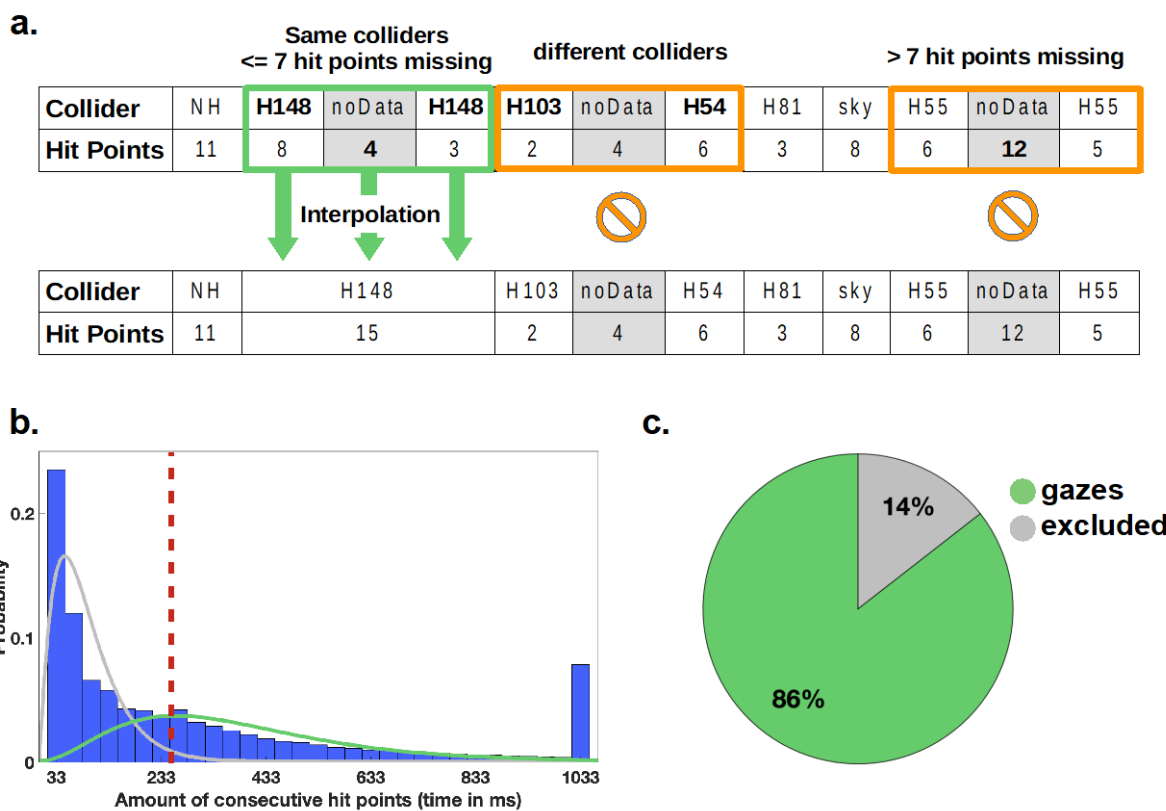 a.
Same colliders
<= 7 hit points missing
different colliders
> 7 hit points missing
Collider NH H148 noData H148 H103 noData H54 H81 sky H55 noData H55
Hit Points 11 8 4 3 2 4 6 3 8 6 12 5
Interpolation
Collider NH H148 H103 noData H54 H81 sky H55 noData H55
Hit Points 11 15 2 4 6 3 8 6 12 5
b.
Probability
0.2
0.1
0
33 233 433 633 833 1033
Amount of consecutive hit points (time in ms)
c.
14%
86%
gazes
excluded